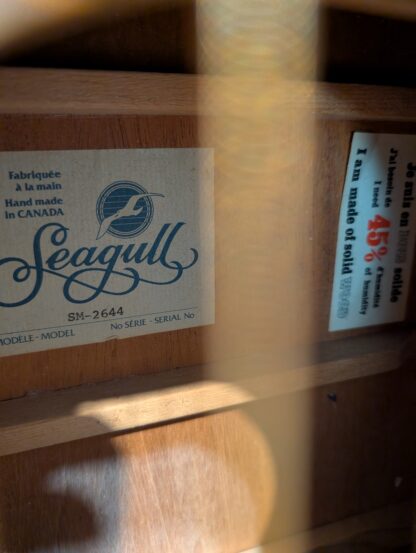 Fabriquée
à la main
Hand made
in CANADA
Seagull
SM-2644
MODÈLE - MODEL
No SÉRIE - SERIAL No
Je suis en solide
J'ai besoin de d'humidité
I need 45% of humidity
I am made of solid